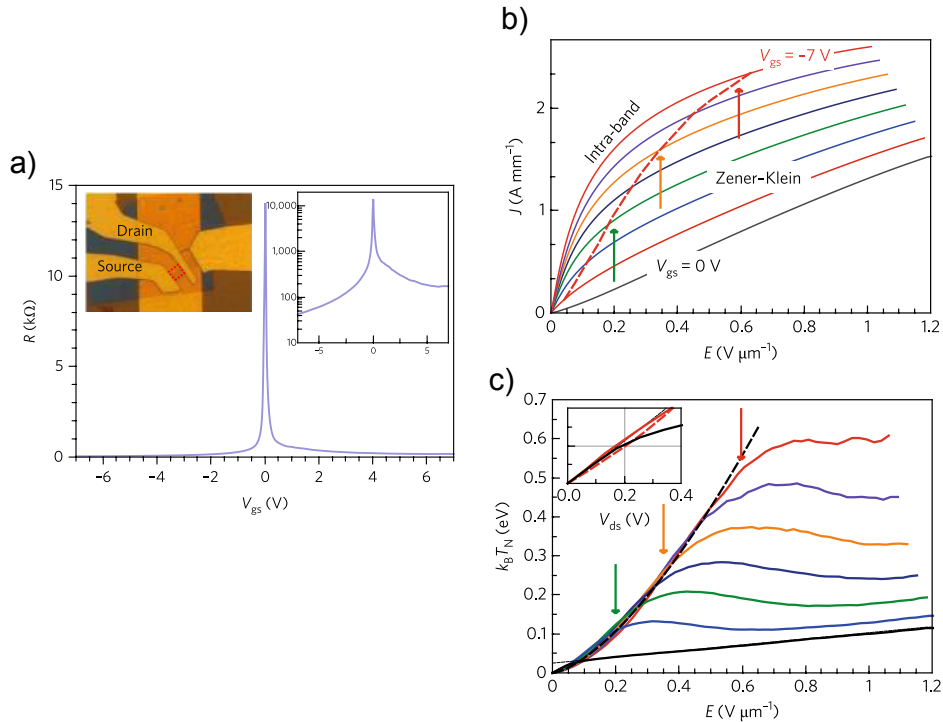 a)
15
10
5
0
R (kΩ)
−6
−4
−2
0
2
4
6
Vgs (V)
Drain
Source
10,000
1,000
100
10
−5
0
5
b)
2
1
0
J (A mm−1)
Vgs = −7 V
Intra-band
Zener-Klein
Vgs = 0 V
0
0.2
0.4
0.6
0.8
1.0
1.2
E (V μm−1)
c)
0.7
0.6
0.5
0.4
0.3
0.2
0.1
0
kBTN (eV)
0.0
0.2
0.4
Vds (V)
0
0.2
0.4
0.6
0.8
1.0
1.2
E (V μm−1)